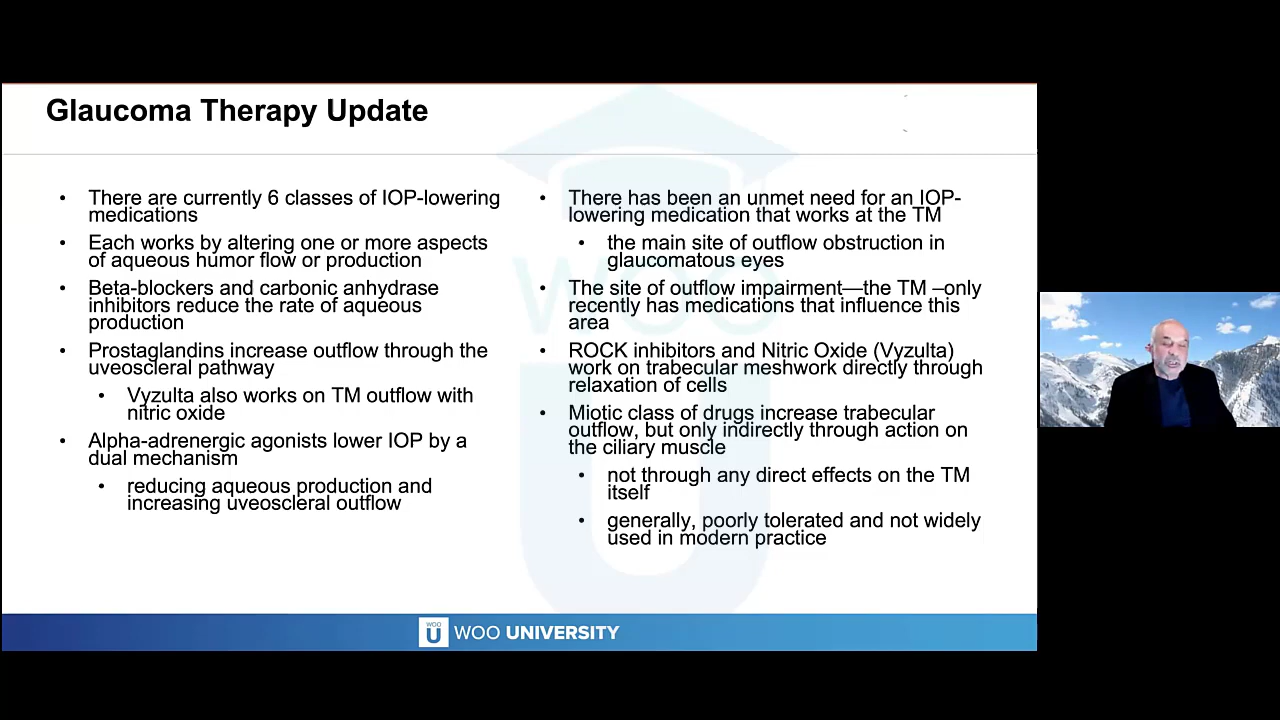 Glaucoma Therapy Update
• There are currently 6 classes of IOP-lowering
medications
• Each works by altering one or more aspects
of aqueous humor flow or production
• Beta-blockers and carbonic anhydrase
inhibitors reduce the rate of aqueous
production
• Prostaglandins increase outflow through the
uveoscleral pathway
• Vyzulta also works on TM outflow with
nitric oxide
• Alpha-adrenergic agonists lower IOP by a
dual mechanism
• reducing aqueous production and
increasing uveoscleral outflow
• There has been an unmet need for an IOP-
lowering medication that works at the TM
• the main site of outflow obstruction in
glaucomatous eyes
• The site of outflow impairment—the TM –only
recently has medications that influence this
area
• ROCK inhibitors and Nitric Oxide (Vyzulta)
work on trabecular meshwork directly through
relaxation of cells
• Miotic class of drugs increase trabecular
outflow, but only indirectly through action on
the ciliary muscle
• not through any direct effects on the TM
itself
• generally, poorly tolerated and not widely
used in modern practice
WOO
U
WOO
U
WOO UNIVERSITY